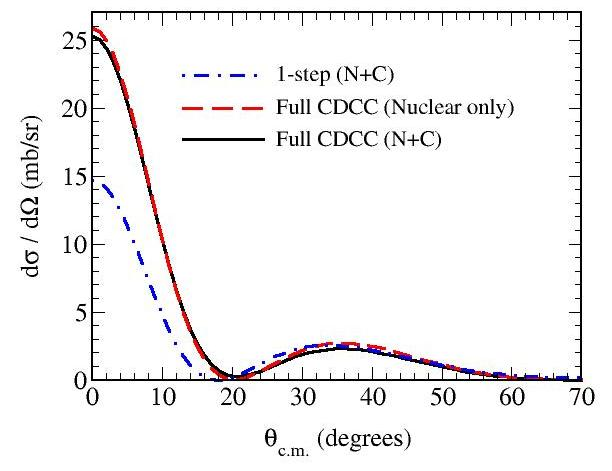 25
20
15
10
5
0
dσ / dΩ (mb/sr)
1-step (N+C)
Full CDCC (Nuclear only)
Full CDCC (N+C)
0 10 20 30 40 50 60 70
θc.m. (degrees)